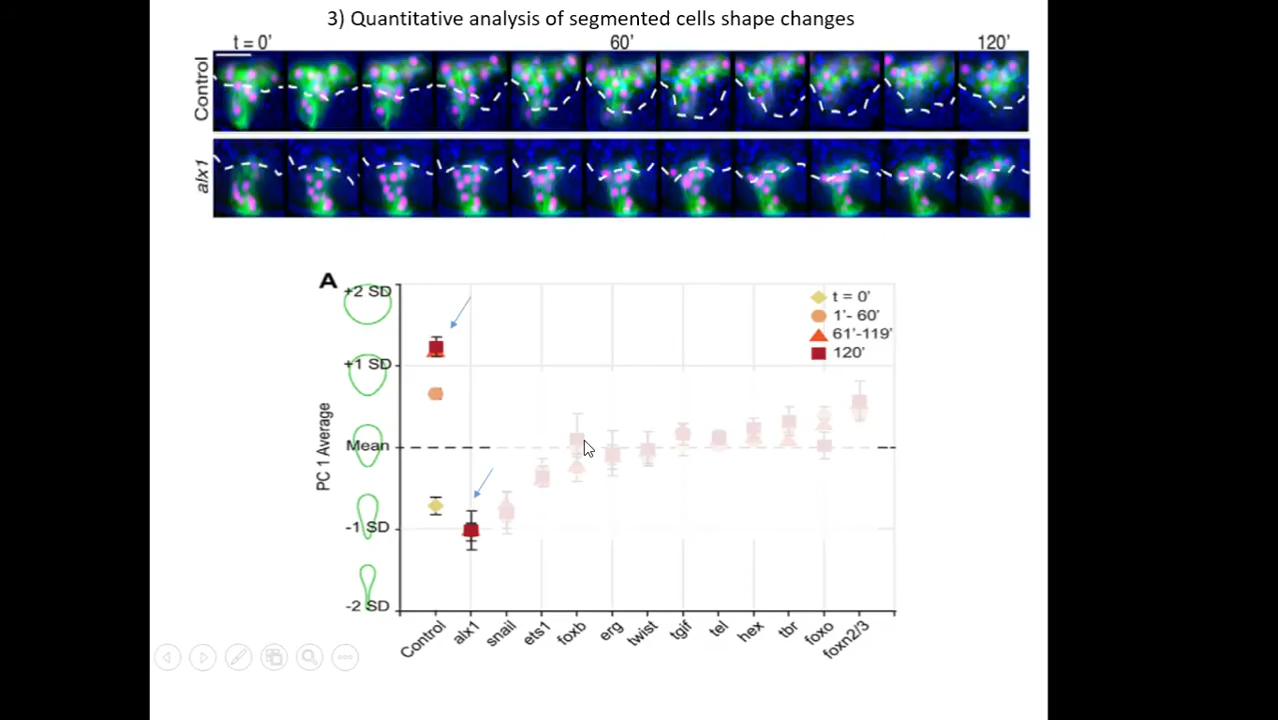 3) Quantitative analysis of segmented cells shape changes
t = 0'
60'
120'
Control
alx1
A
+2 SD
+1 SD
Mean
-1 SD
-2 SD
PC 1 Average
t = 0'
1'- 60'
61'-119'
120'
Control
alx1
snail
ets1
foxb
erg
twist
tgif
tel
hex
tbr
foxo
foxn2/3